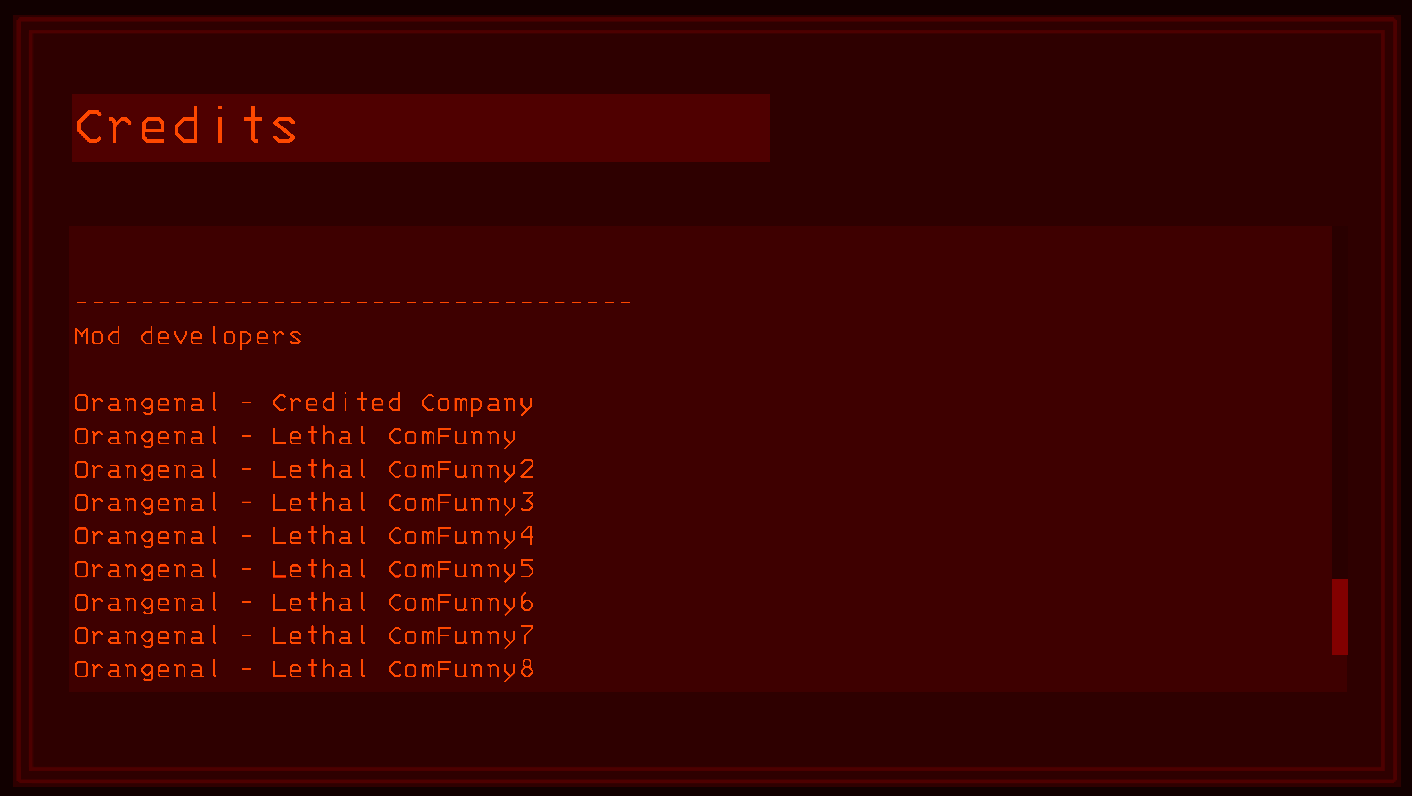 Credits
----------------------------------
Mod developers
Orangenal - Credited Company
Orangenal - Lethal ComFunny
Orangenal - Lethal ComFunny2
Orangenal - Lethal ComFunny3
Orangenal - Lethal ComFunny4
Orangenal - Lethal ComFunny5
Orangenal - Lethal ComFunny6
Orangenal - Lethal ComFunny7
Orangenal - Lethal ComFunny8